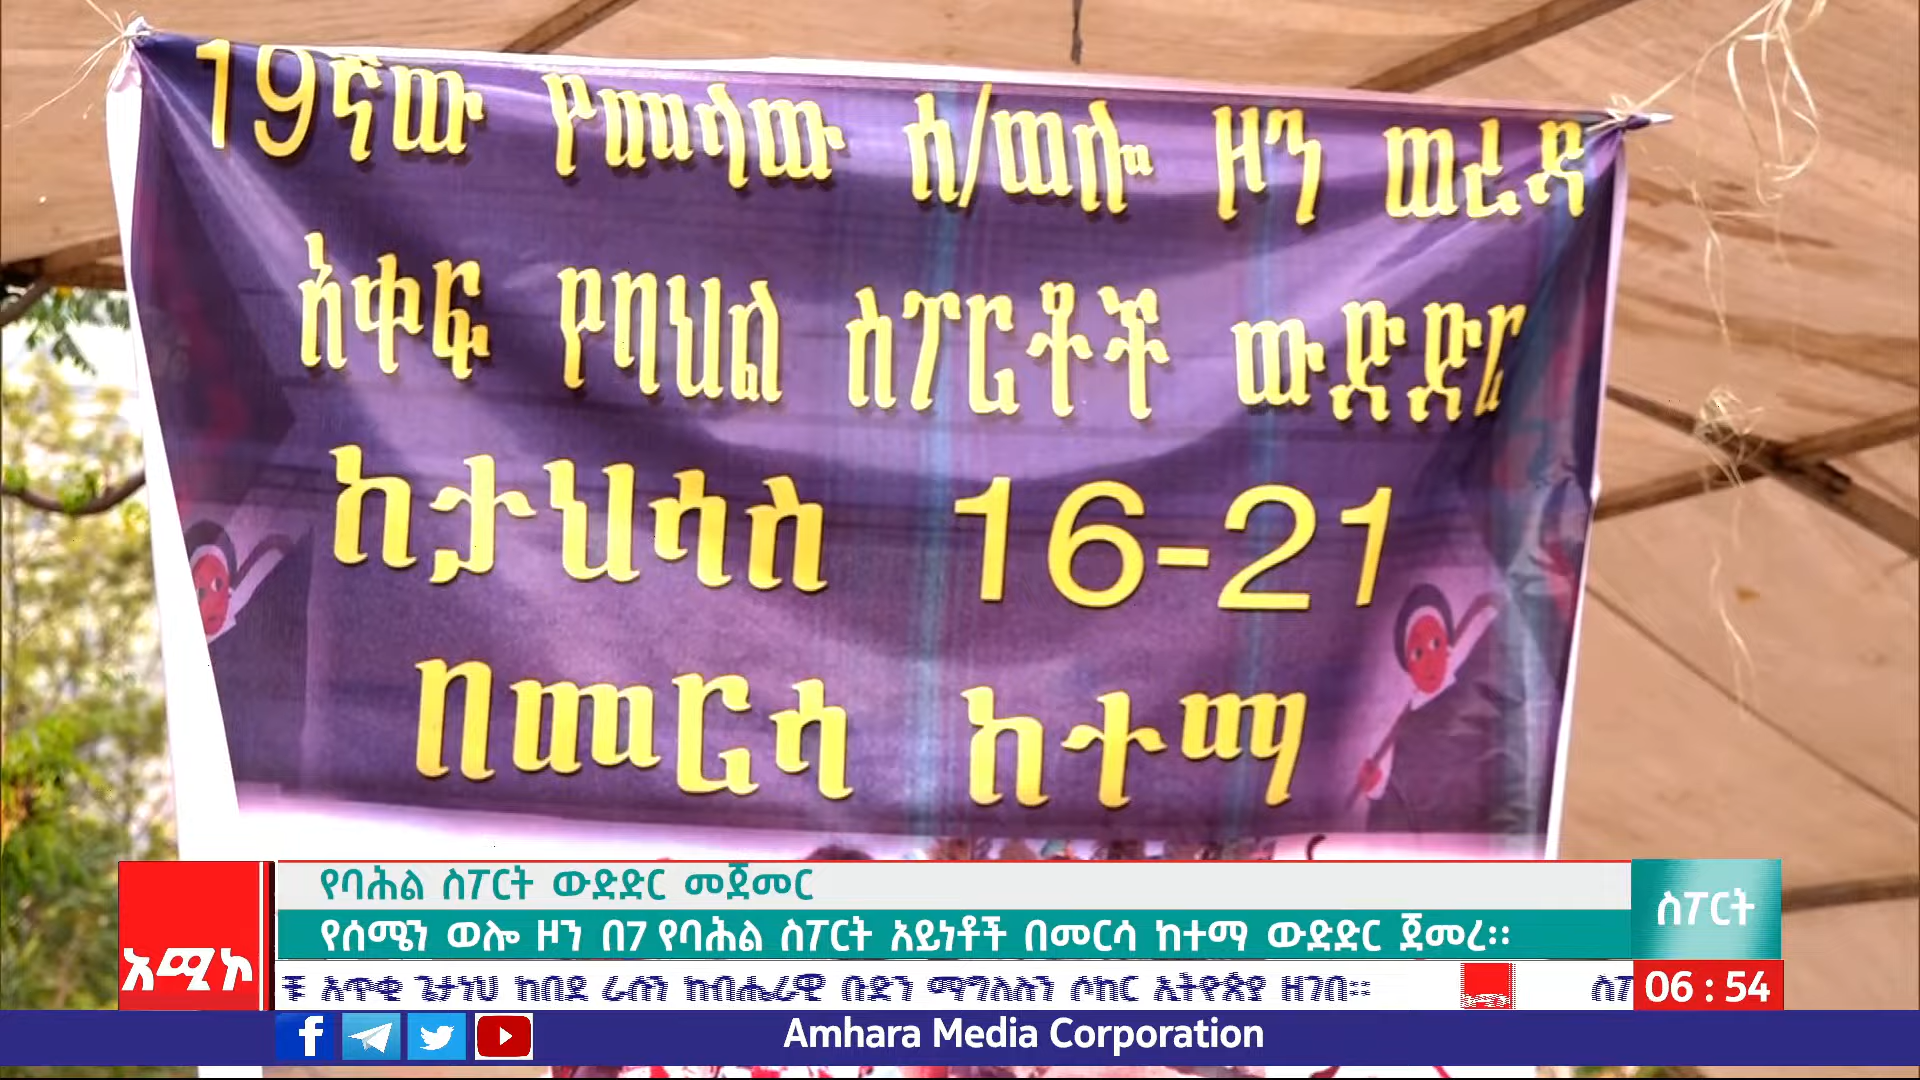 19ኛው የመላው ሰ/ወሎ ዞን ወረዳ
አቀፍ የባህል ስፖርቶች ውድድር
ከታህሳስ 16-21
በመርሳ ከተማ
የባሕል ስፖርት ውድድር መጀመር
የሰሜን ወሎ ዞን በ7 የባሕል ስፖርት አይነቶች በመርሳ ከተማ ውድድር ጀመረ።
ስፖርት
አሚኮ
አጥቂ ጌታነህ ከበደ ራሱን ከብሔራዊ ቡድን ማግለሉን ሶከር ኢትዮጵያ ዘገበ።
06 : 54
Amhara Media Corporation